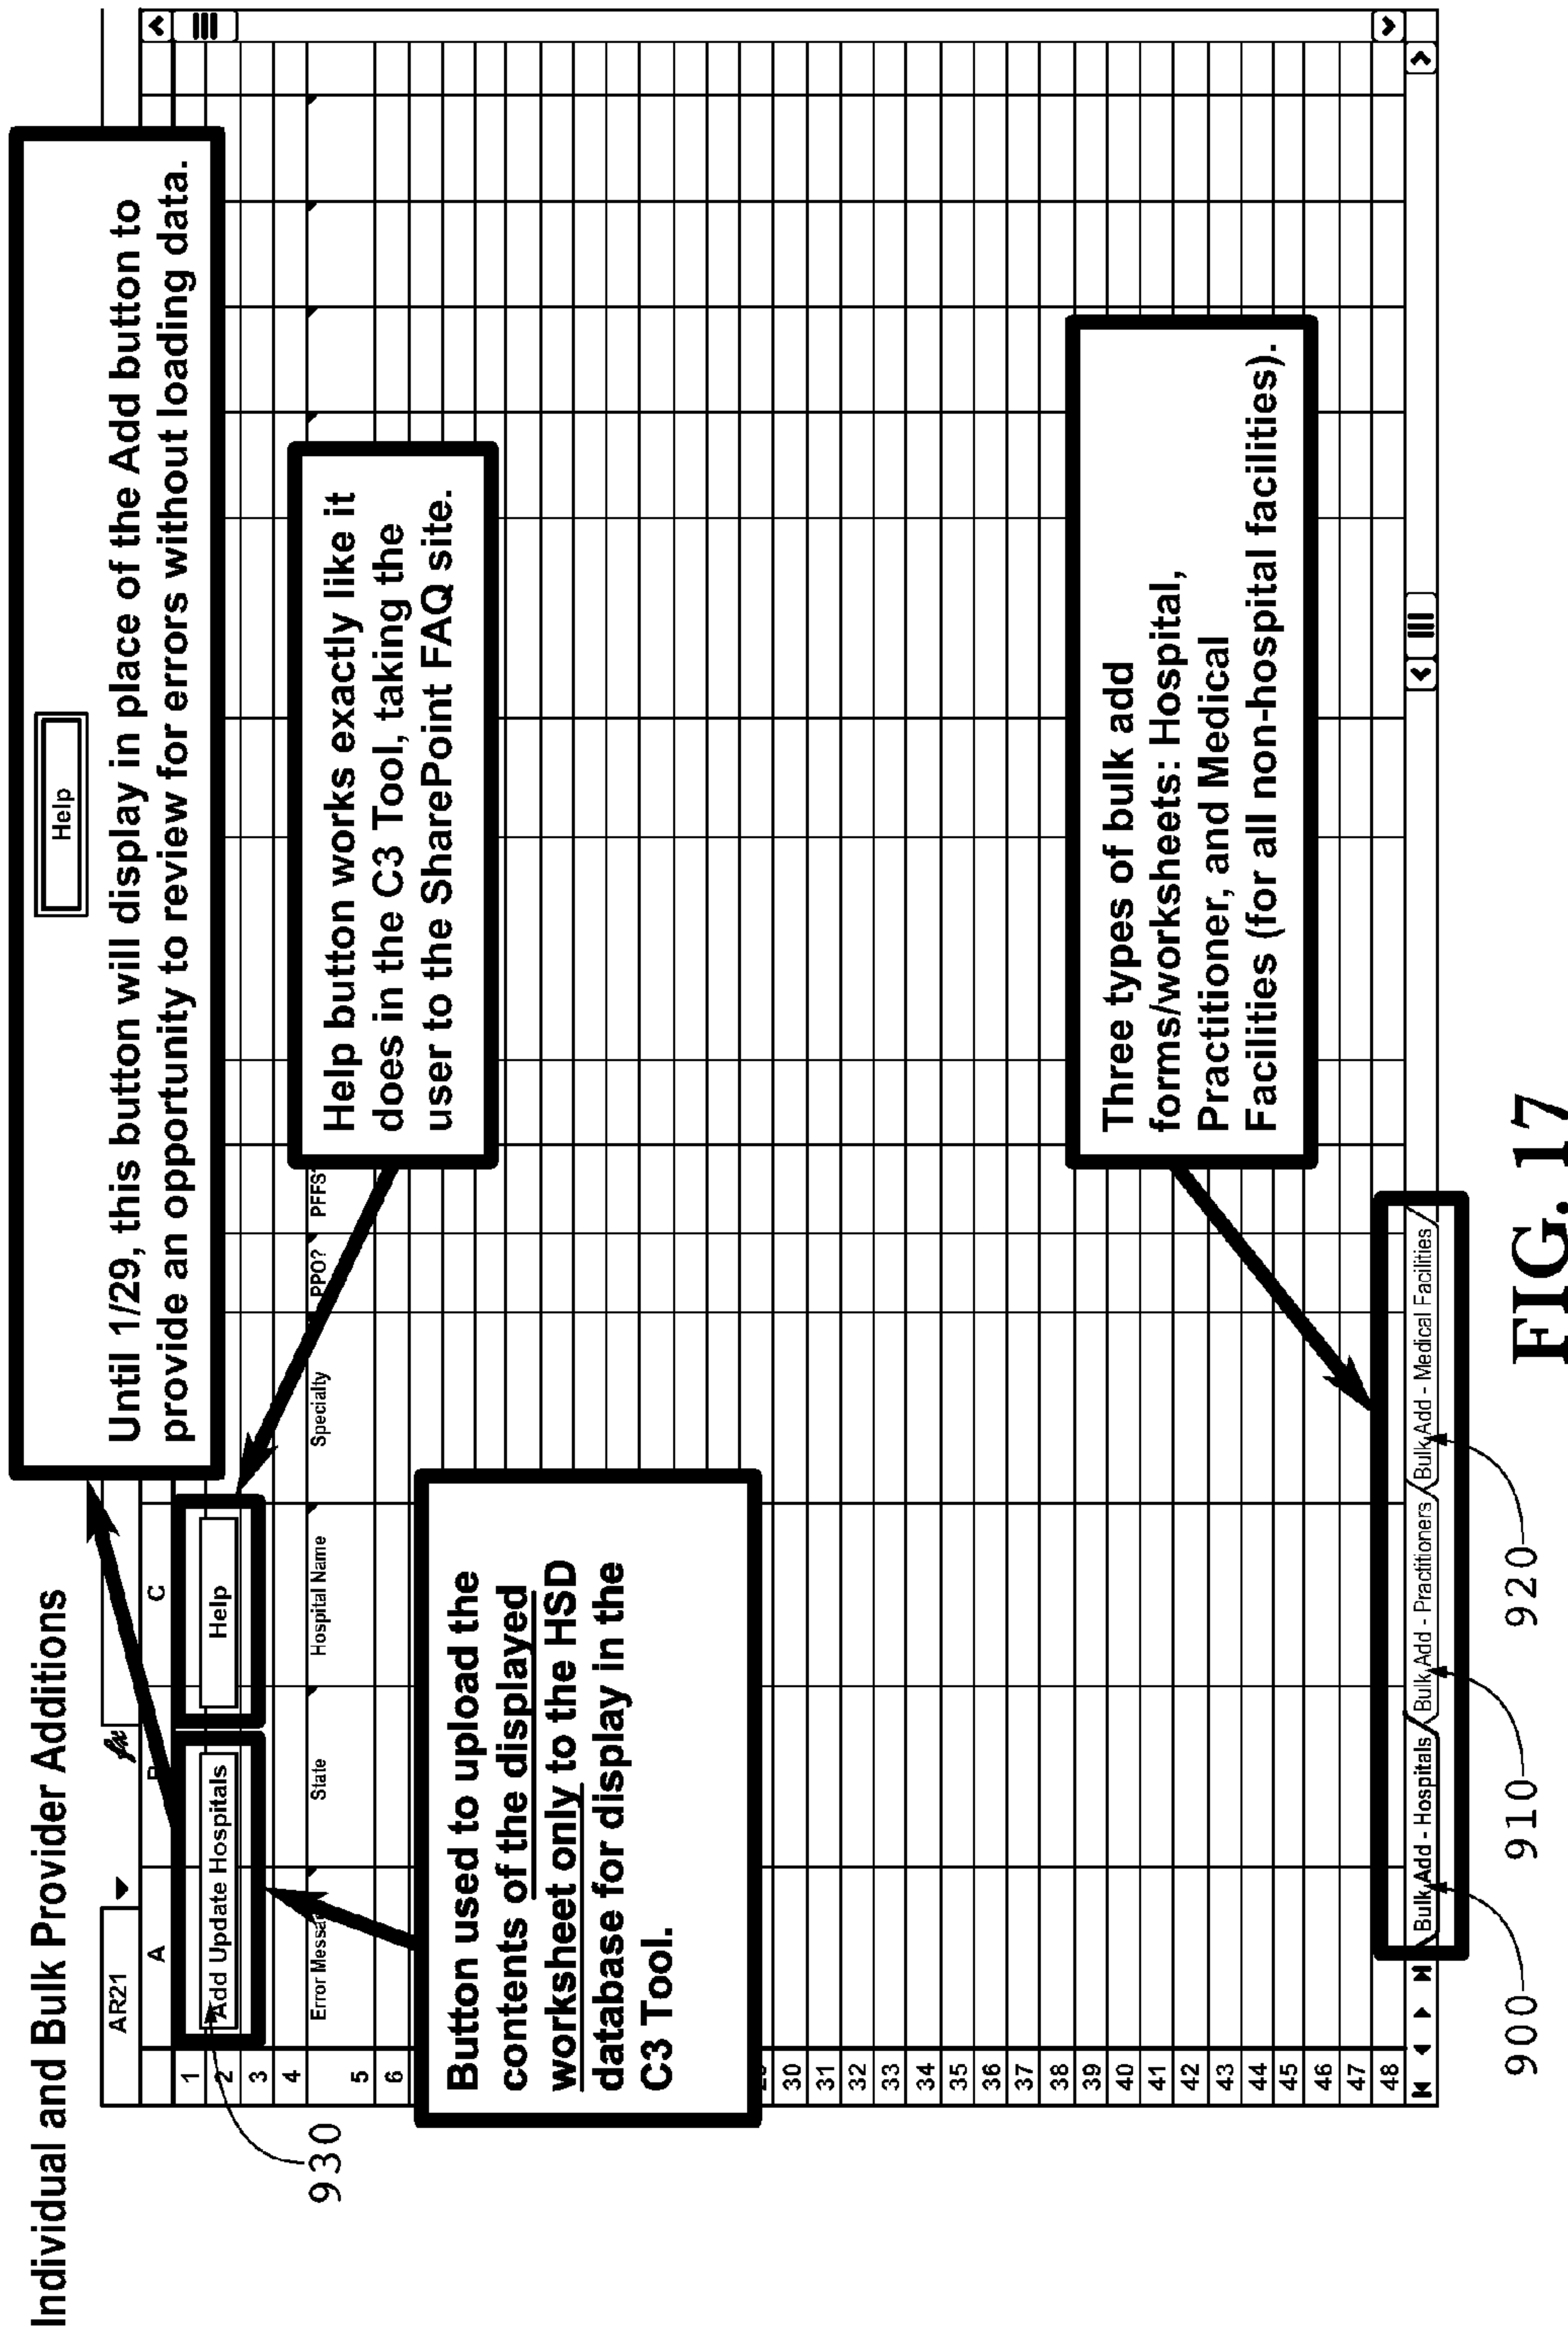 Individual and Bulk Provider Additions
Help
Until 1/29, this button will display in place of the Add button to
provide an opportunity to review for errors without loading data.
AR21
fx
A
C
1
2
3
4
5
6
Add Update Hospitals
Help
930
State
Hospital Name
Specialty
PPO?
PFFS
Help button works exactly like it
does in the C3 Tool, taking the
user to the SharePoint FAQ site.
Button used to upload the
contents of the displayed
worksheet only to the HSD
database for display in the
C3 Tool.
30
31
32
33
34
35
36
37
38
39
40
41
42
43
44
45
46
47
48
Three types of bulk add
forms/worksheets: Hospital,
Practitioner, and Medical
Facilities (for all non-hospital facilities).
Bulk Add - Hospitals
Bulk Add - Practitioners
Bulk Add - Medical Facilities
900
910
920
FIG. 17